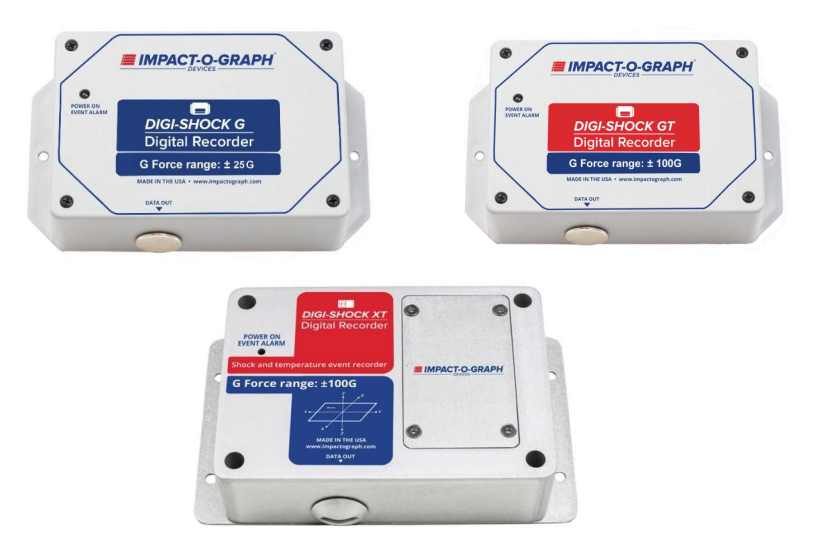 IMPACT-O-GRAPH
DEVICES
POWER ON
EVENT ALARM
DIGI-SHOCK G
Digital Recorder
G Force range: ± 25G
MADE IN THE USA • www.impactograph.com
DATA OUT
IMPACT-O-GRAPH
DEVICES
POWER ON
EVENT ALARM
DIGI-SHOCK GT
Digital Recorder
G Force range: ± 100G
MADE IN THE USA • www.impactograph.com
DATA OUT
DIGI-SHOCK XT
Digital Recorder
POWER ON
EVENT ALARM
Shock and temperature event recorder
G Force range: ±100G
MADE IN THE USA
www.impactograph.com
DATA OUT
IMPACT-O-GRAPH
DEVICES